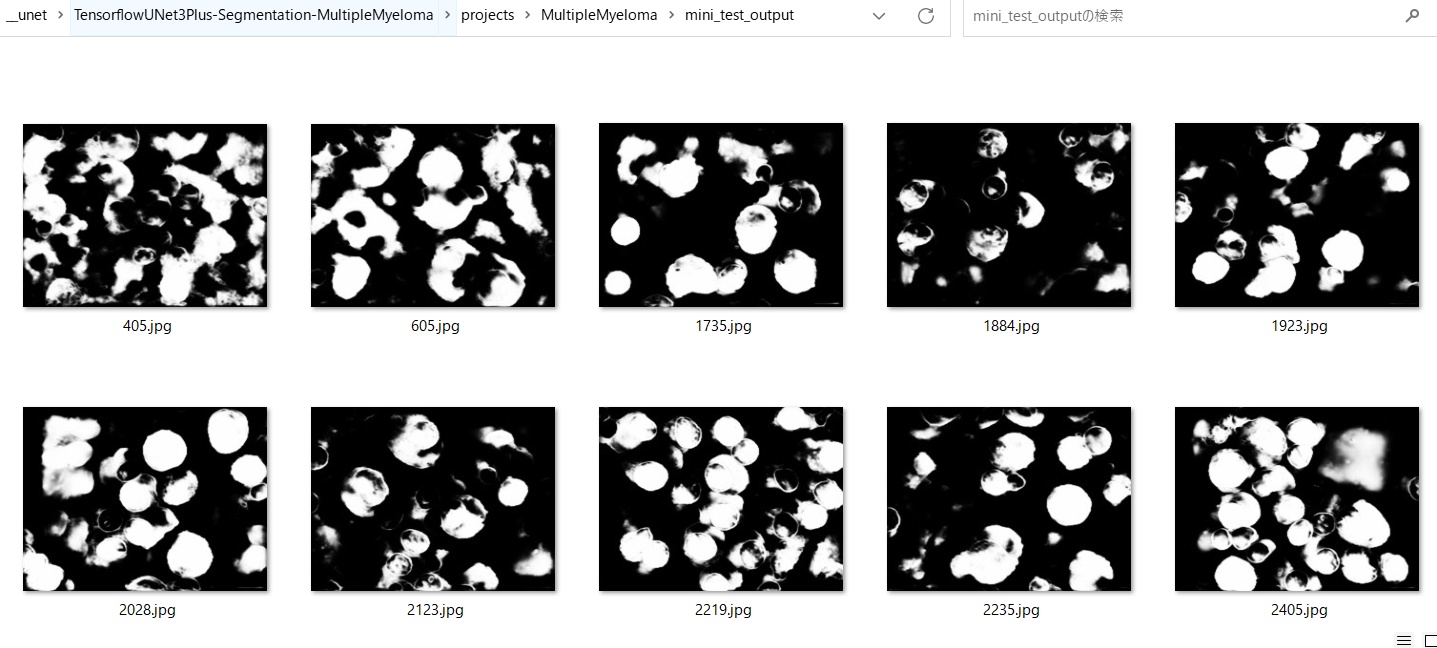 __unet › TensorflowUNet3Plus-Segmentation-MultipleMyeloma › projects › MultipleMyeloma › mini_test_output
mini_test_outputの検索
405.jpg
605.jpg
1735.jpg
1884.jpg
1923.jpg
2028.jpg
2123.jpg
2219.jpg
2235.jpg
2405.jpg